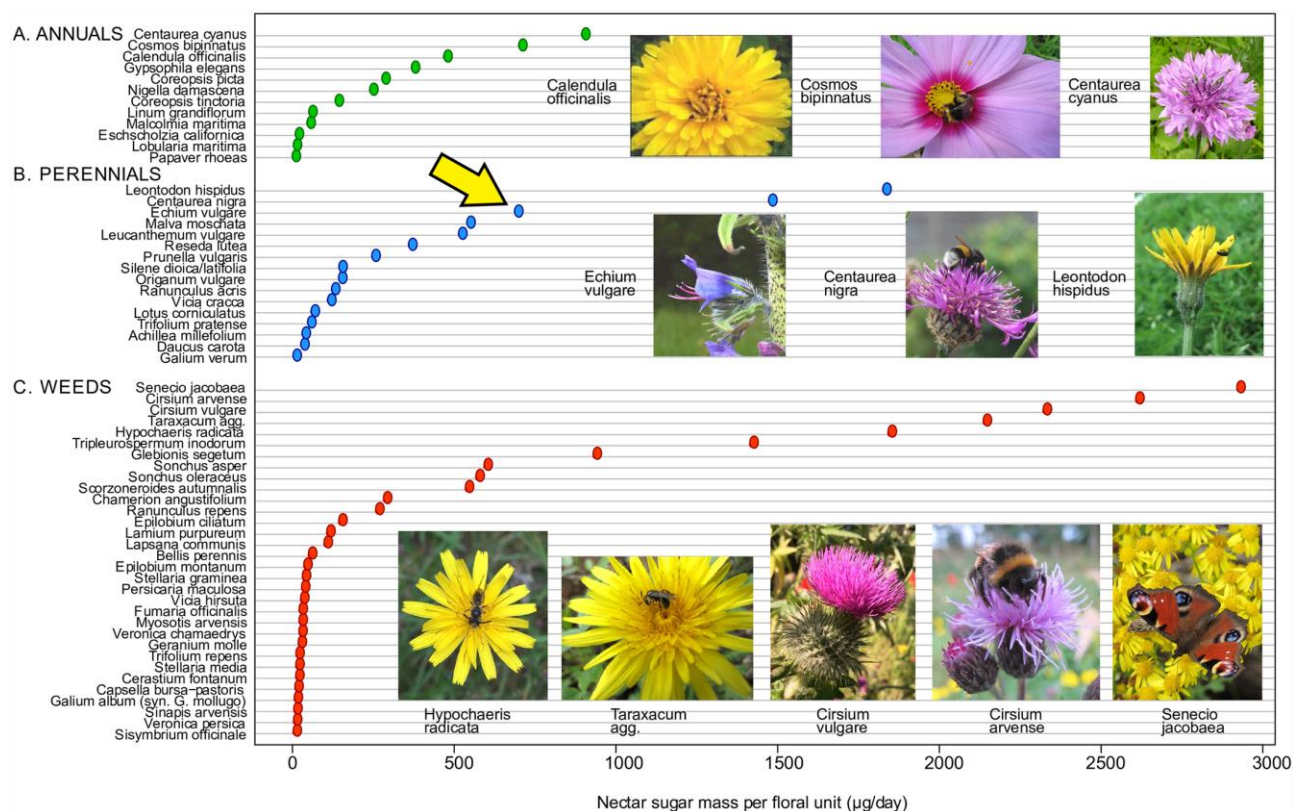 A. ANNUALS
Centaurea cyanus
Cosmos bipinnatus
Calendula officinalis
Gypsophila elegans
Coreopsis picta
Nigella damascena
Coreopsis tinctoria
Linum grandiflorum
Malcolmia maritima
Eschscholzia californica
Lobularia maritima
Papaver rhoeas
Calendula
officinalis
Cosmos
bipinnatus
Centaurea
cyanus
B. PERENNIALS
Leontodon hispidus
Centaurea nigra
Echium vulgare
Malva moschata
Leucanthemum vulgare
Reseda lutea
Prunella vulgaris
Silene dioica/latifolia
Origanum vulgare
Ranunculus acris
Vicia cracca
Lotus corniculatus
Trifolium pratense
Achillea millefolium
Daucus carota
Galium verum
Echium
vulgare
Centaurea
nigra
Leontodon
hispidus
C. WEEDS
Senecio jacobaea
Cirsium arvense
Cirsium vulgare
Taraxacum agg.
Hypochaeris radicata
Tripleurospermum inodorum
Glebionis segetum
Sonchus asper
Sonchus oleraceus
Scorzoneroides autumnalis
Chamerion angustifolium
Ranunculus repens
Epilobium ciliatum
Lamium purpureum
Lapsana communis
Bellis perennis
Epilobium montanum
Stellaria graminea
Persicaria maculosa
Vicia hirsuta
Fumaria officinalis
Myosotis arvensis
Veronica chamaedrys
Geranium molle
Trifolium repens
Stellaria media
Cerastium fontanum
Capsella bursa−pastoris
Galium album (syn. G. mollugo)
Sinapis arvensis
Veronica persica
Sisymbrium officinale
Hypochaeris
radicata
Taraxacum
agg.
Cirsium
vulgare
Cirsium
arvense
Senecio
jacobaea
0 500 1000 1500 2000 2500 3000
Nectar sugar mass per floral unit (µg/day)